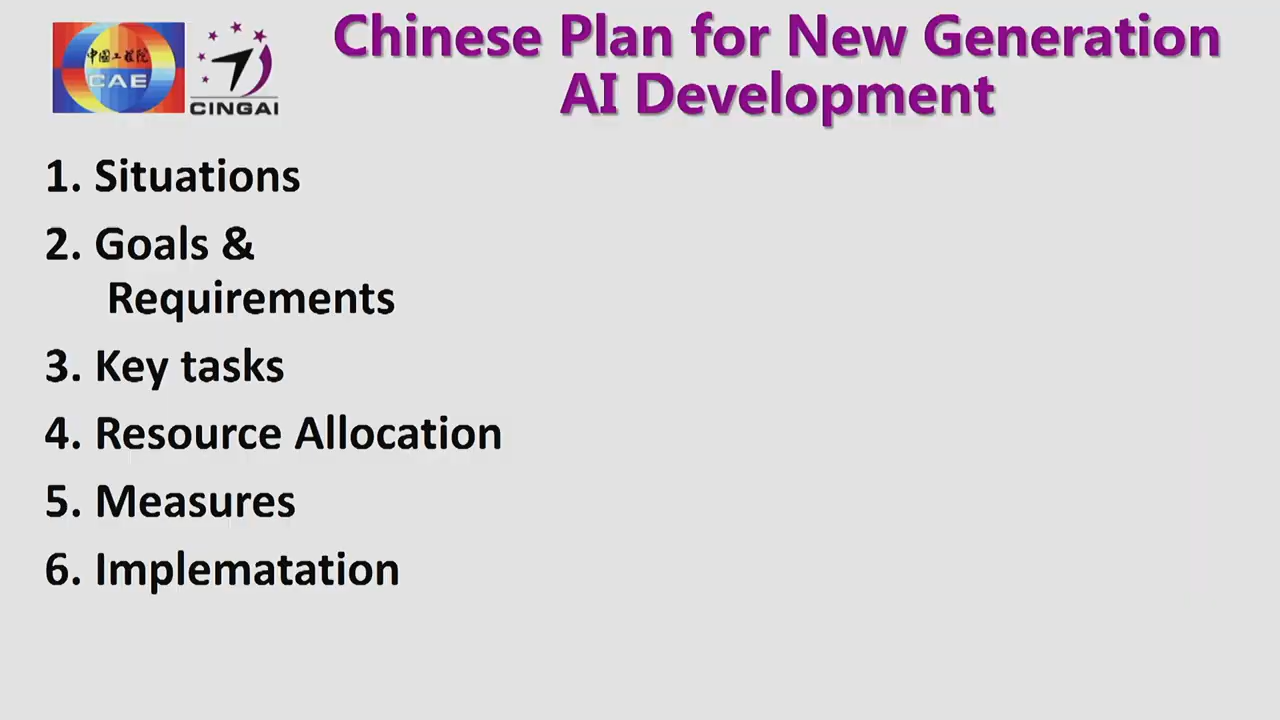 中國工程院
CAE
CINGAI
Chinese Plan for New Generation
AI Development
1. Situations
2. Goals &
Requirements
3. Key tasks
4. Resource Allocation
5. Measures
6. Implematation